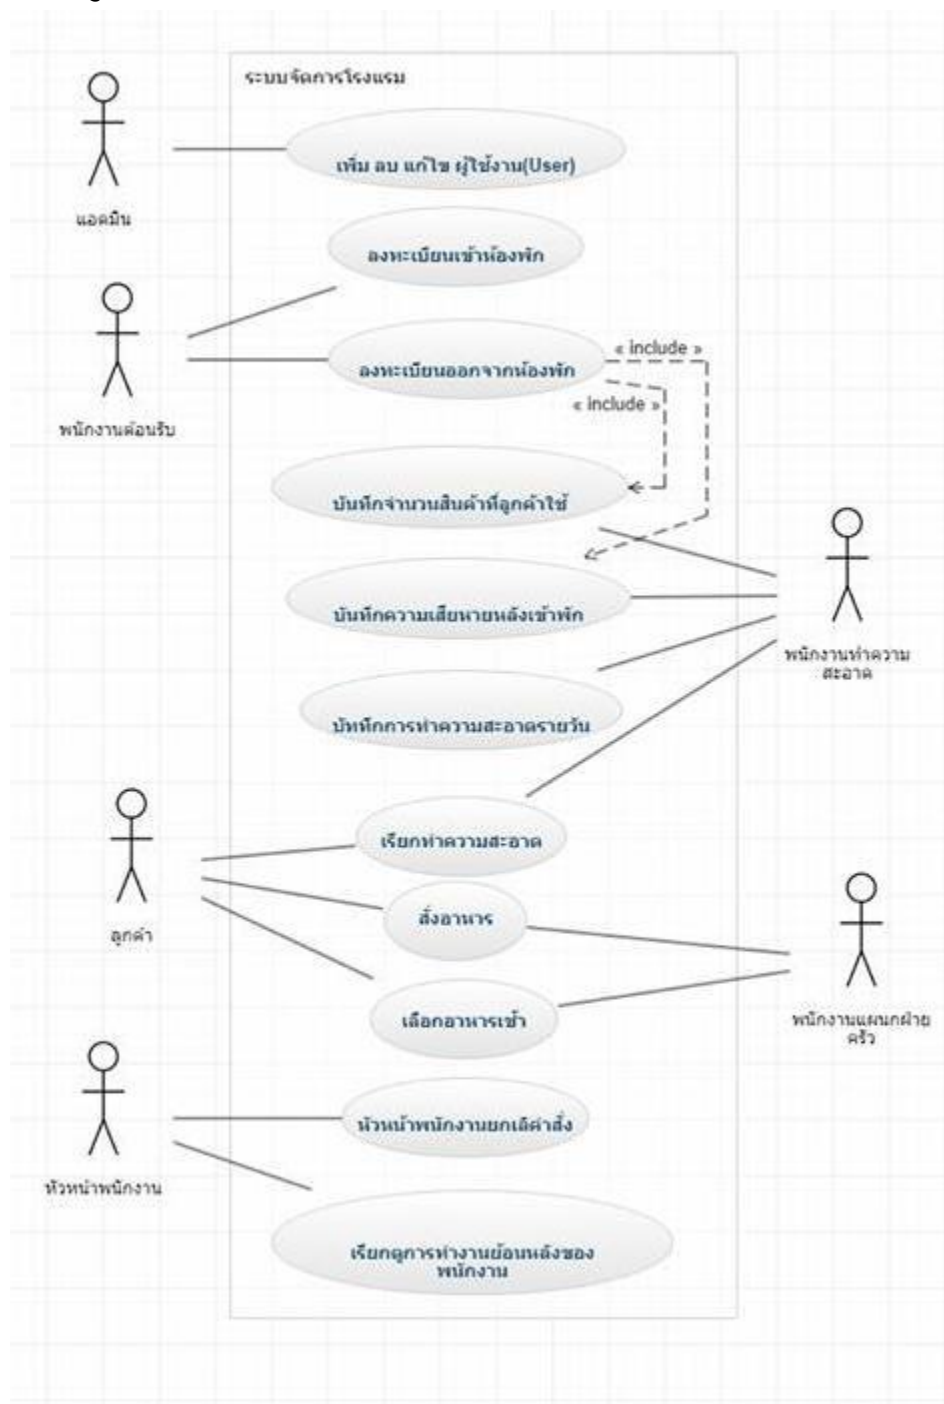 ระบบจัดการโรงแรม
เพิ่ม ลบ แก้ไข ผู้ใช้งาน(User)
แอดมิน
ลงทะเบียนเข้าห้องพัก
« include »
ลงทะเบียนออกจากห้องพัก
« include »
พนักงานต้อนรับ
บันทึกจำนวนสินค้าที่ลูกค้าใช้
บันทึกความเสียหายหลังเข้าพัก
พนักงานทำความ
สะอาด
บัททึกการทำความสะอาดรายวัน
เรียกทำความสะอาด
สั่งอาหาร
ลูกค้า
เลือกอาหารเช้า
พนักงานแผนกฝ่าย
ครัว
หัวหน้าพนักงานยกเลิคำสั่ง
หัวหน้าพนักงาน
เรียกดูการทำงานย้อนหลังของ
พนักงาน